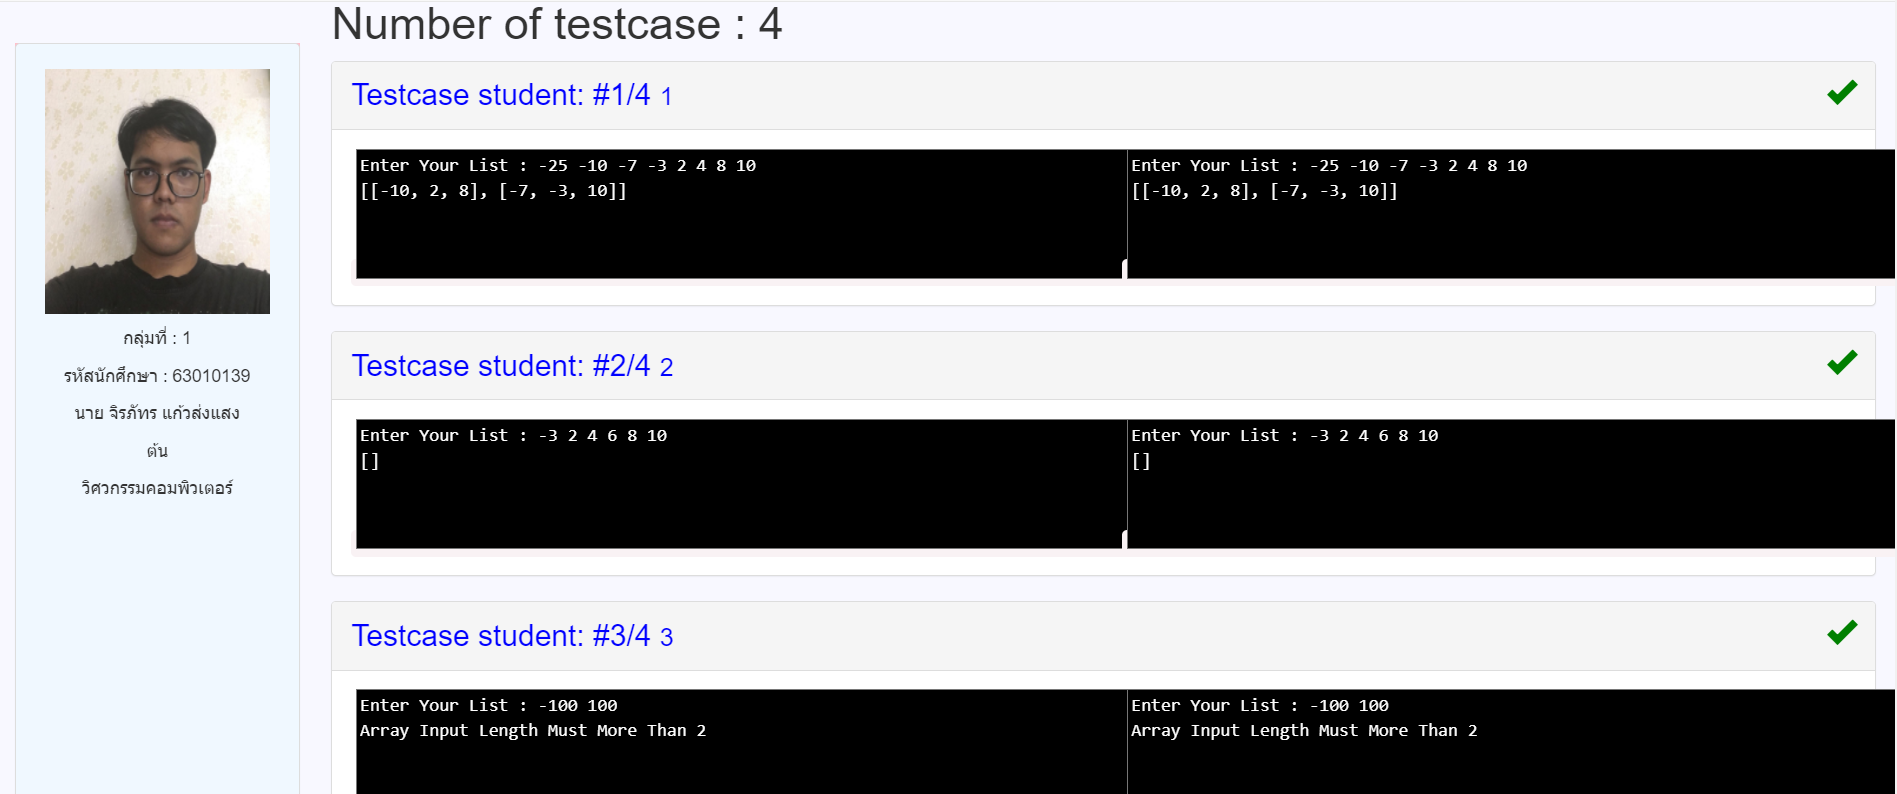 Number of testcase : 4
กลุ่มที่ : 1
รหัสนักศึกษา : 63010139
นาย จิรภัทร แก้วส่งแสง
ต้น
วิศวกรรมคอมพิวเตอร์
Testcase student: #1/4 1
Enter Your List : -25 -10 -7 -3 2 4 8 10
[[-10, 2, 8], [-7, -3, 10]]
Enter Your List : -25 -10 -7 -3 2 4 8 10
[[-10, 2, 8], [-7, -3, 10]]
Testcase student: #2/4 2
Enter Your List : -3 2 4 6 8 10
[]
Enter Your List : -3 2 4 6 8 10
[]
Testcase student: #3/4 3
Enter Your List : -100 100
Array Input Length Must More Than 2
Enter Your List : -100 100
Array Input Length Must More Than 2